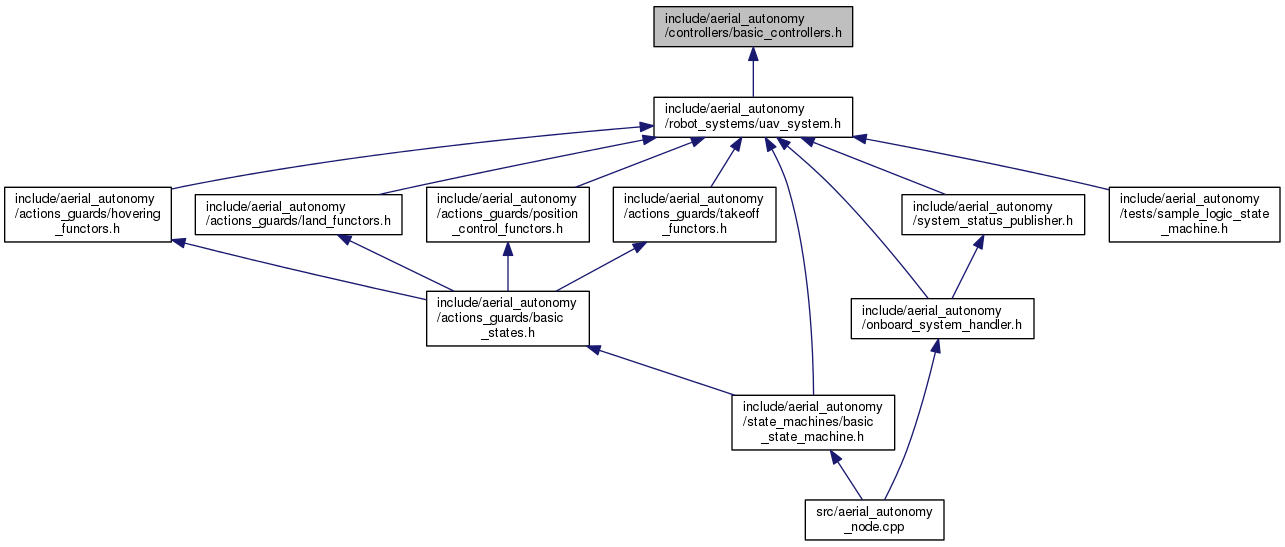 include/aerial_autonomy
/controllers/basic_controllers.h
include/aerial_autonomy
/robot_systems/uav_system.h
include/aerial_autonomy
/actions_guards/hovering
_functors.h
include/aerial_autonomy
/actions_guards/land_functors.h
include/aerial_autonomy
/actions_guards/position
_control_functors.h
include/aerial_autonomy
/actions_guards/takeoff
_functors.h
include/aerial_autonomy
/system_status_publisher.h
include/aerial_autonomy
/tests/sample_logic_state
_machine.h
include/aerial_autonomy
/actions_guards/basic
_states.h
include/aerial_autonomy
/onboard_system_handler.h
include/aerial_autonomy
/state_machines/basic
_state_machine.h
src/aerial_autonomy
_node.cpp